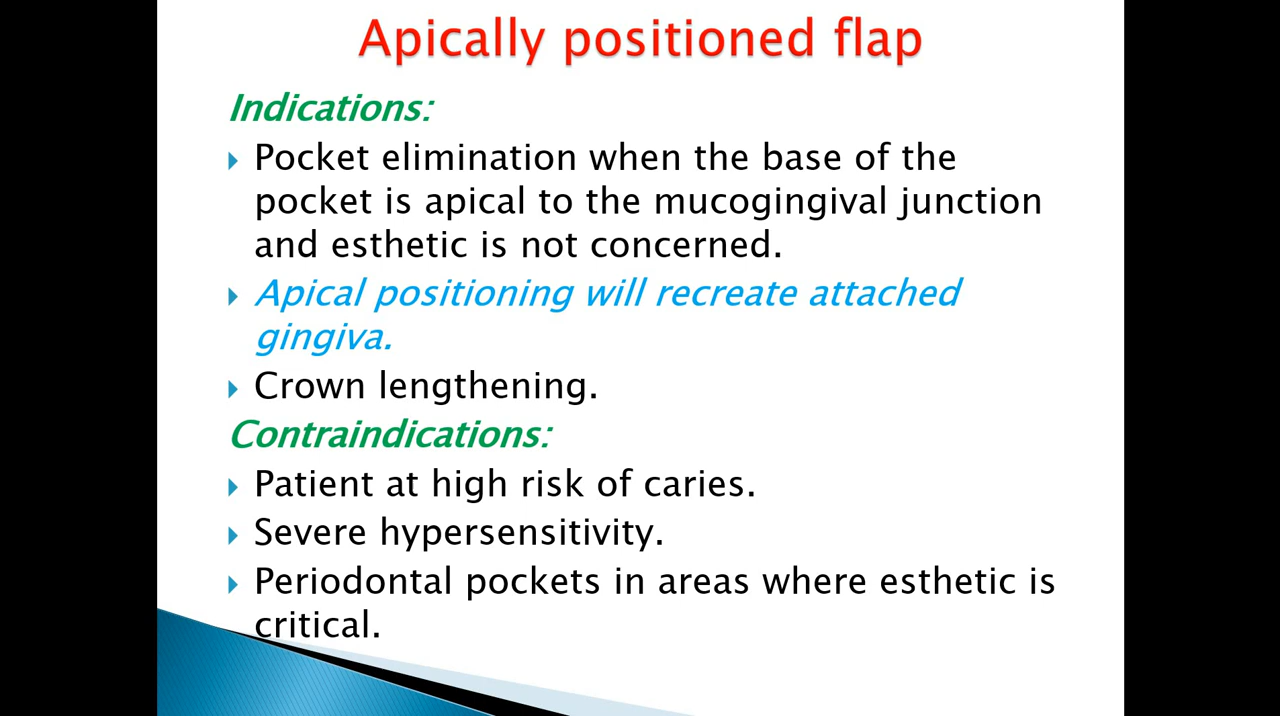 Apically positioned flap
Indications:
Pocket elimination when the base of the
pocket is apical to the mucogingival junction
and esthetic is not concerned.
Apical positioning will recreate attached
gingiva.
Crown lengthening.
Contraindications:
Patient at high risk of caries.
Severe hypersensitivity.
Periodontal pockets in areas where esthetic is
critical.